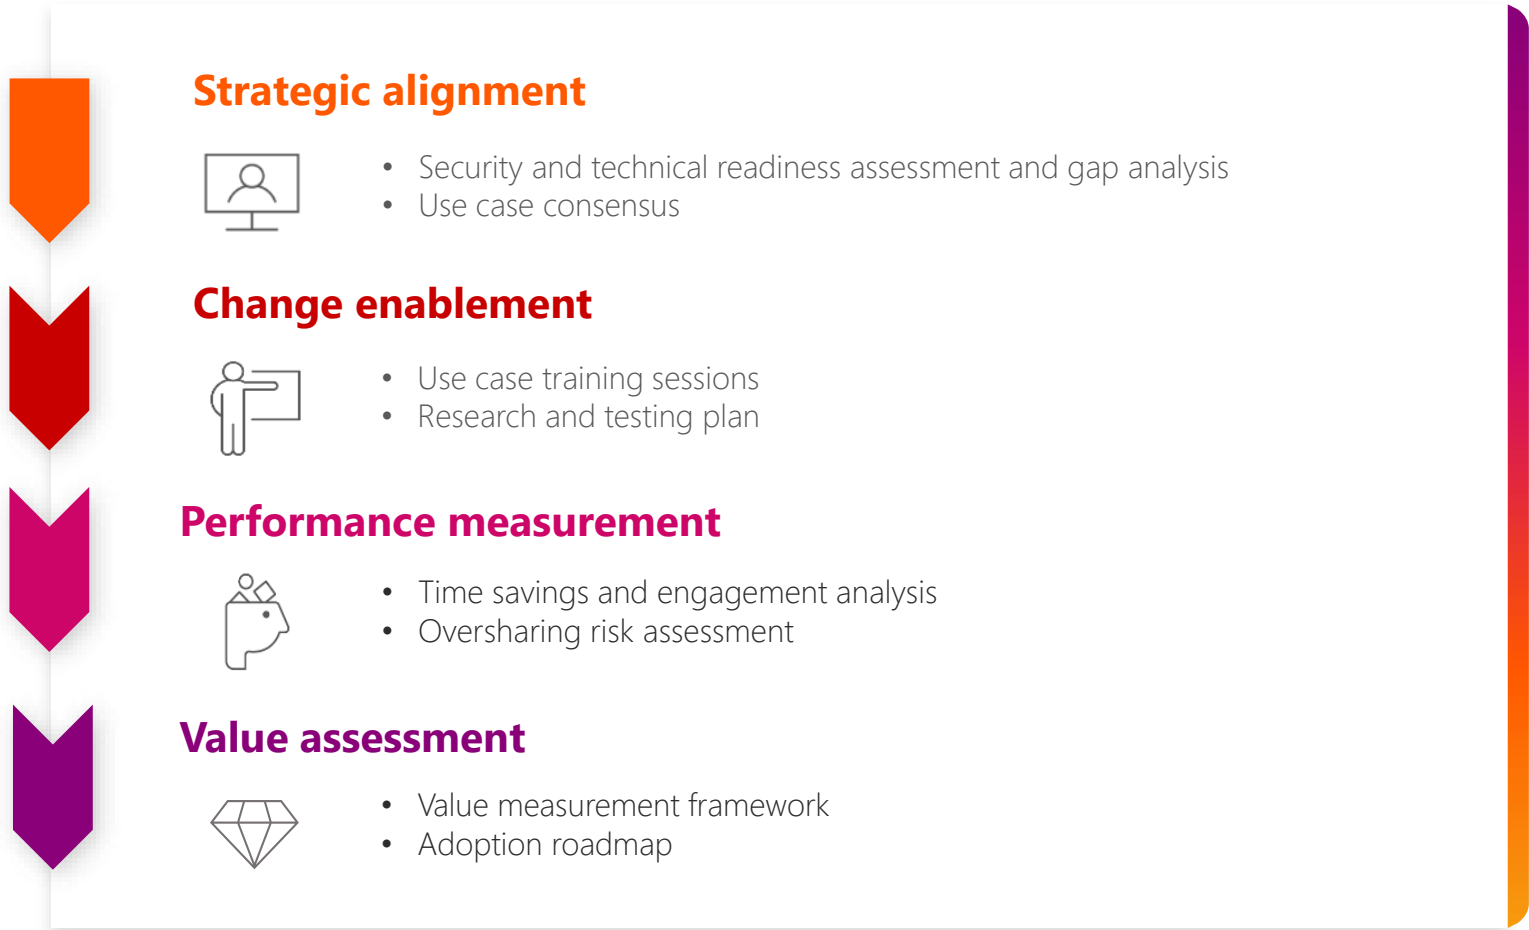 Strategic alignment
• Security and technical readiness assessment and gap analysis
• Use case consensus
Change enablement
• Use case training sessions
• Research and testing plan
Performance measurement
• Time savings and engagement analysis
• Oversharing risk assessment
Value assessment
• Value measurement framework
• Adoption roadmap